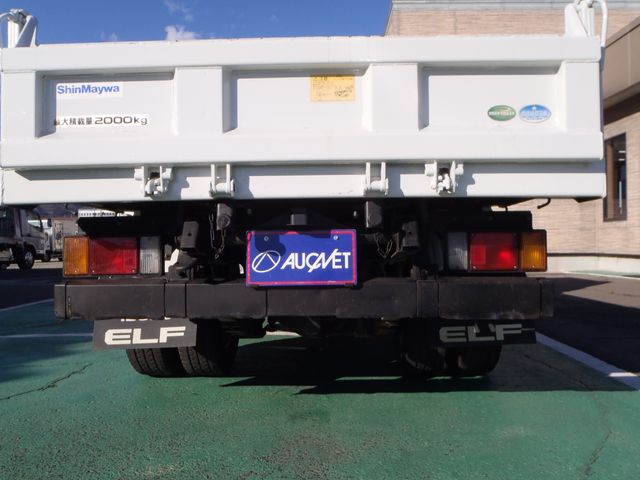 ShinMaywa
最大積載量 2000kg
AUCNET
ELF
ELF